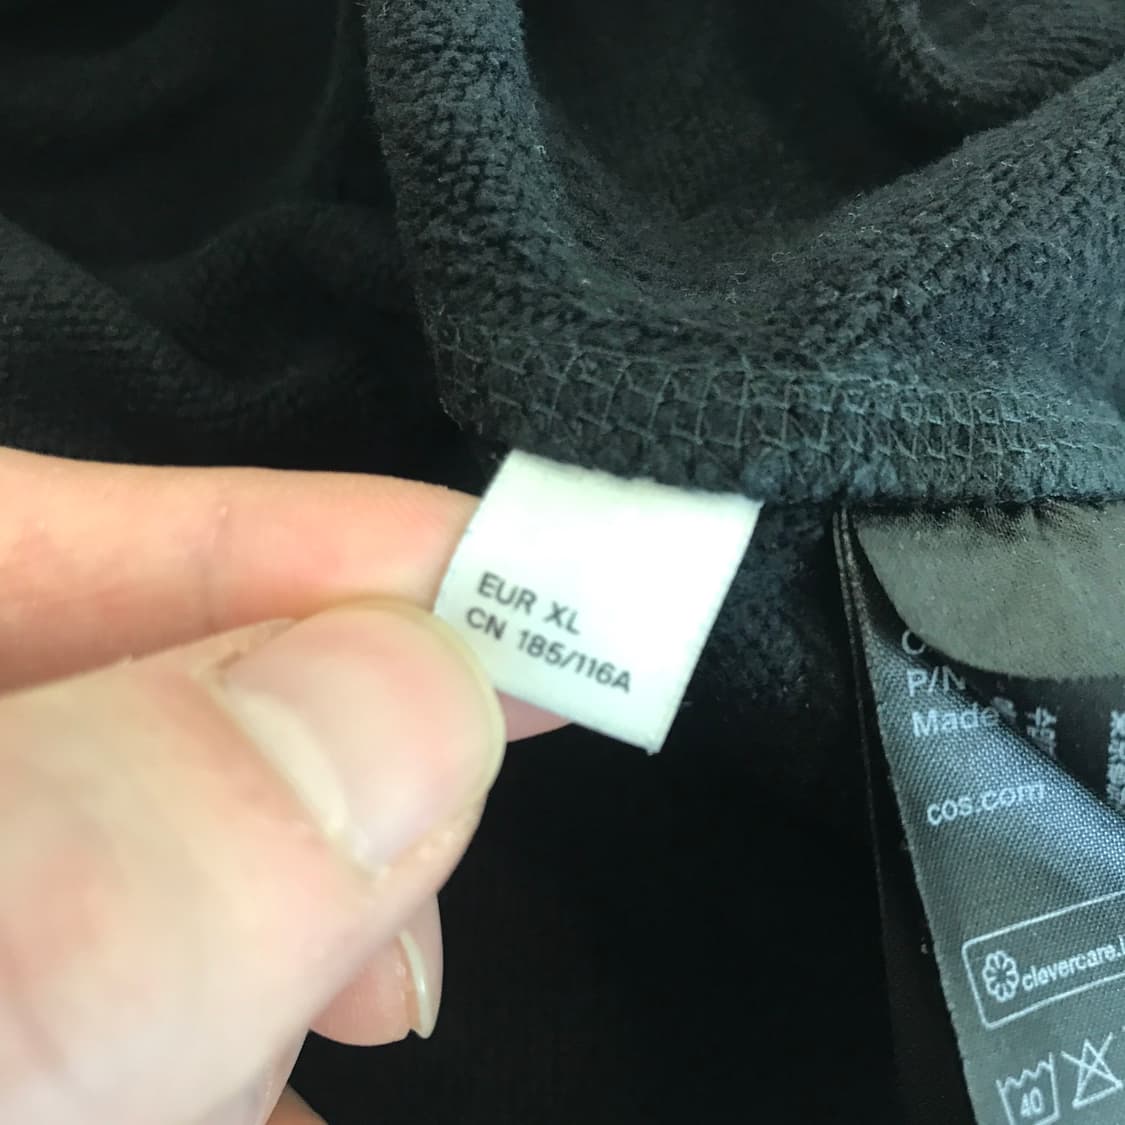 EUR XL
CN 185/116A
P/N
Made
cos.com
clevercare.
40